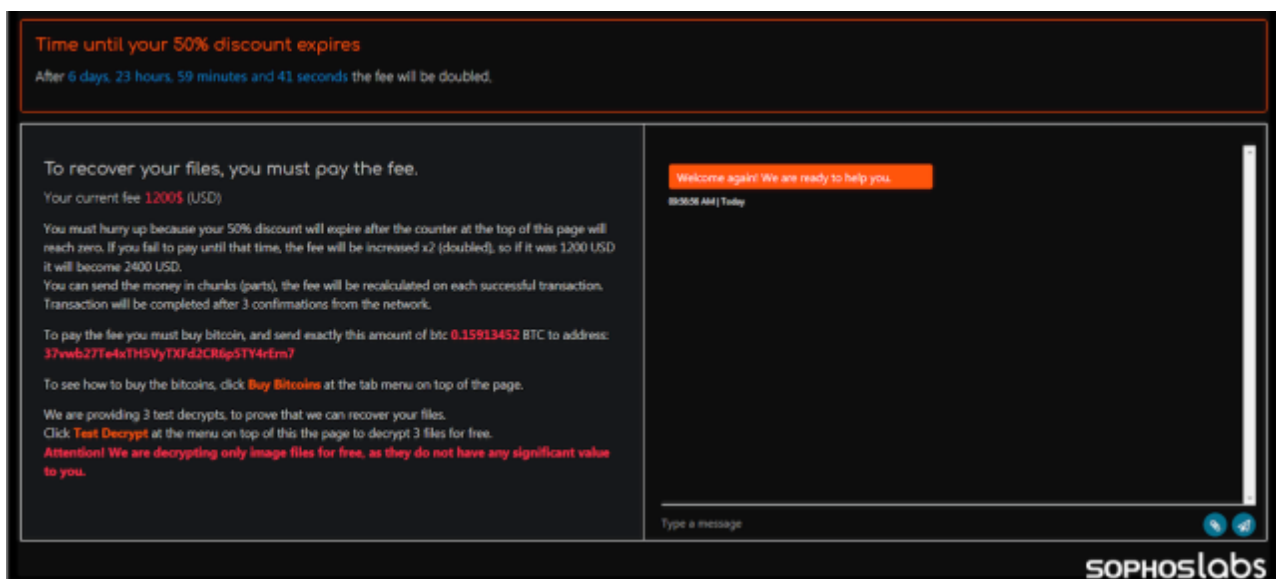 Time until your 50% discount expires
After 6 days, 23 hours, 59 minutes and 41 seconds the fee will be doubled.
To recover your files, you must pay the fee.
Your current fee 1200$ (USD)
You must hurry up because your 50% discount will expire after the counter at the top of this page will
reach zero. If you fail to pay until that time, the fee will be increased x2 (doubled), so if it was 1200 USD
it will become 2400 USD.
You can send the money in chunks (parts), the fee will be recalculated on each successful transaction.
Transaction will be completed after 3 confirmations from the network.
To pay the fee you must buy bitcoin, and send exactly this amount of btc 0.15913452 BTC to address:
37vwb27Te4xTH5VyTXFd2CR6p5TY4rErn7
To see how to buy the bitcoins, click Buy Bitcoins at the tab menu on top of the page.
We are providing 3 test decrypts, to prove that we can recover your files.
Click Test Decrypt at the menu on top of this the page to decrypt 3 files for free.
Attention! We are decrypting only image files for free, as they do not have any significant value
to you.
Welcome again! We are ready to help you.
AM | Today
Type a message
SOPHOSlabs